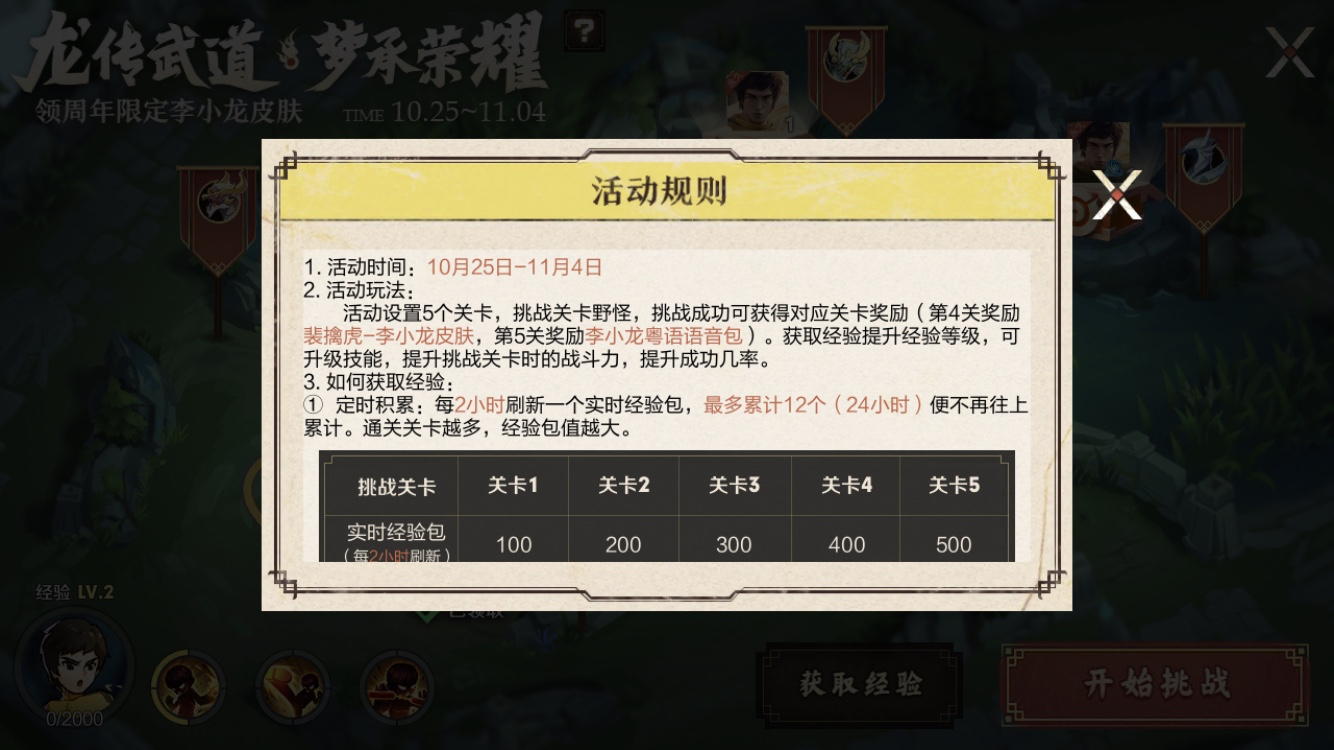 龙传武道 梦承荣耀
?
领周年限定李小龙皮肤 TIME 10.25~11.04
1
活动规则
1. 活动时间：10月25日-11月4日
2. 活动玩法：
活动设置5个关卡，挑战关卡野怪，挑战成功可获得对应关卡奖励（第4关奖励
裴擒虎-李小龙皮肤，第5关奖励李小龙粤语语音包）。获取经验提升经验等级，可
升级技能，提升挑战关卡时的战斗力，提升成功几率。
3. 如何获取经验：
① 定时积累：每2小时刷新一个实时经验包，最多累计12个（24小时）便不再往上
累计。通关关卡越多，经验包值越大。
挑战关卡 关卡1 关卡2 关卡3 关卡4 关卡5
实时经验包 100 200 300 400 500
（每2小时刷新）
经验 LV.2
已领取
0/2000
获取经验
开始挑战